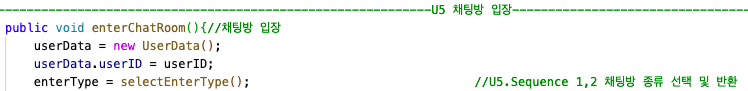 --------------------------------------------------------------U5 채팅방 입장----------------------------------
public void enterChatRoom(){//채팅방 입장
userData = new UserData();
userData.userID = userID;
enterType = selectEnterType(); //U5.Sequence 1,2 채팅방 종류 선택 및 반환